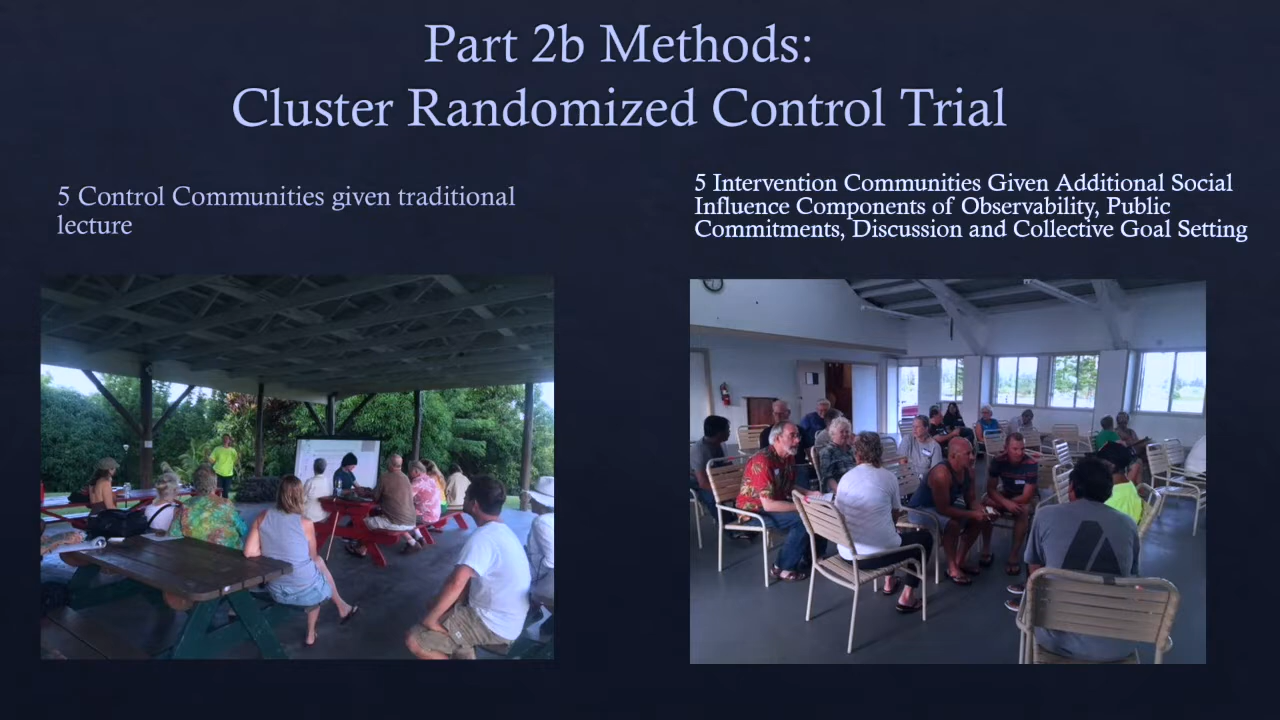 Part 2b Methods:
Cluster Randomized Control Trial
5 Control Communities given traditional
lecture
5 Intervention Communities Given Additional Social
Influence Components of Observability, Public
Commitments, Discussion and Collective Goal Setting